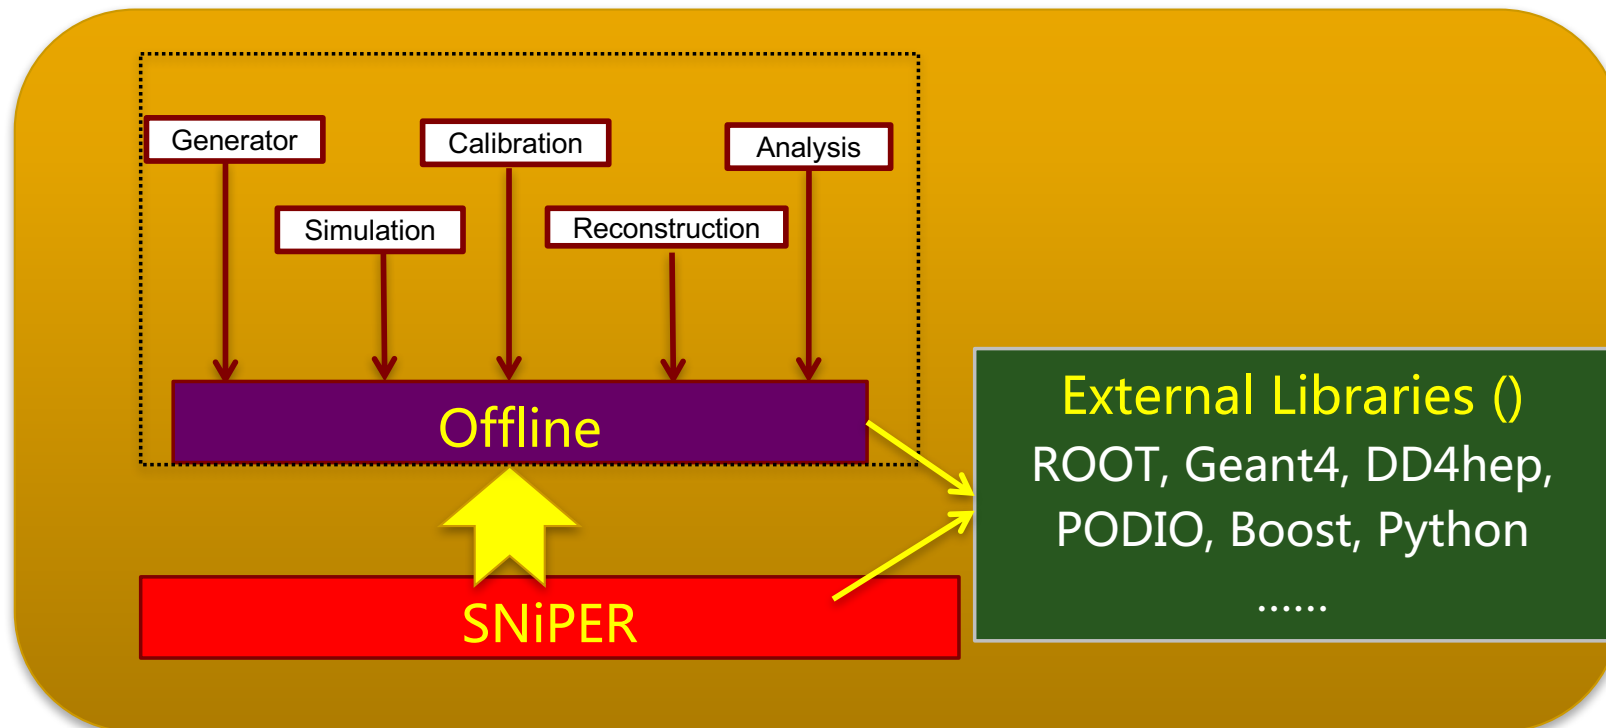 Generator
Calibration
Analysis
Simulation
Reconstruction
Offline
SNiPER
External Libraries ()
ROOT, Geant4, DD4hep,
PODIO, Boost, Python
......